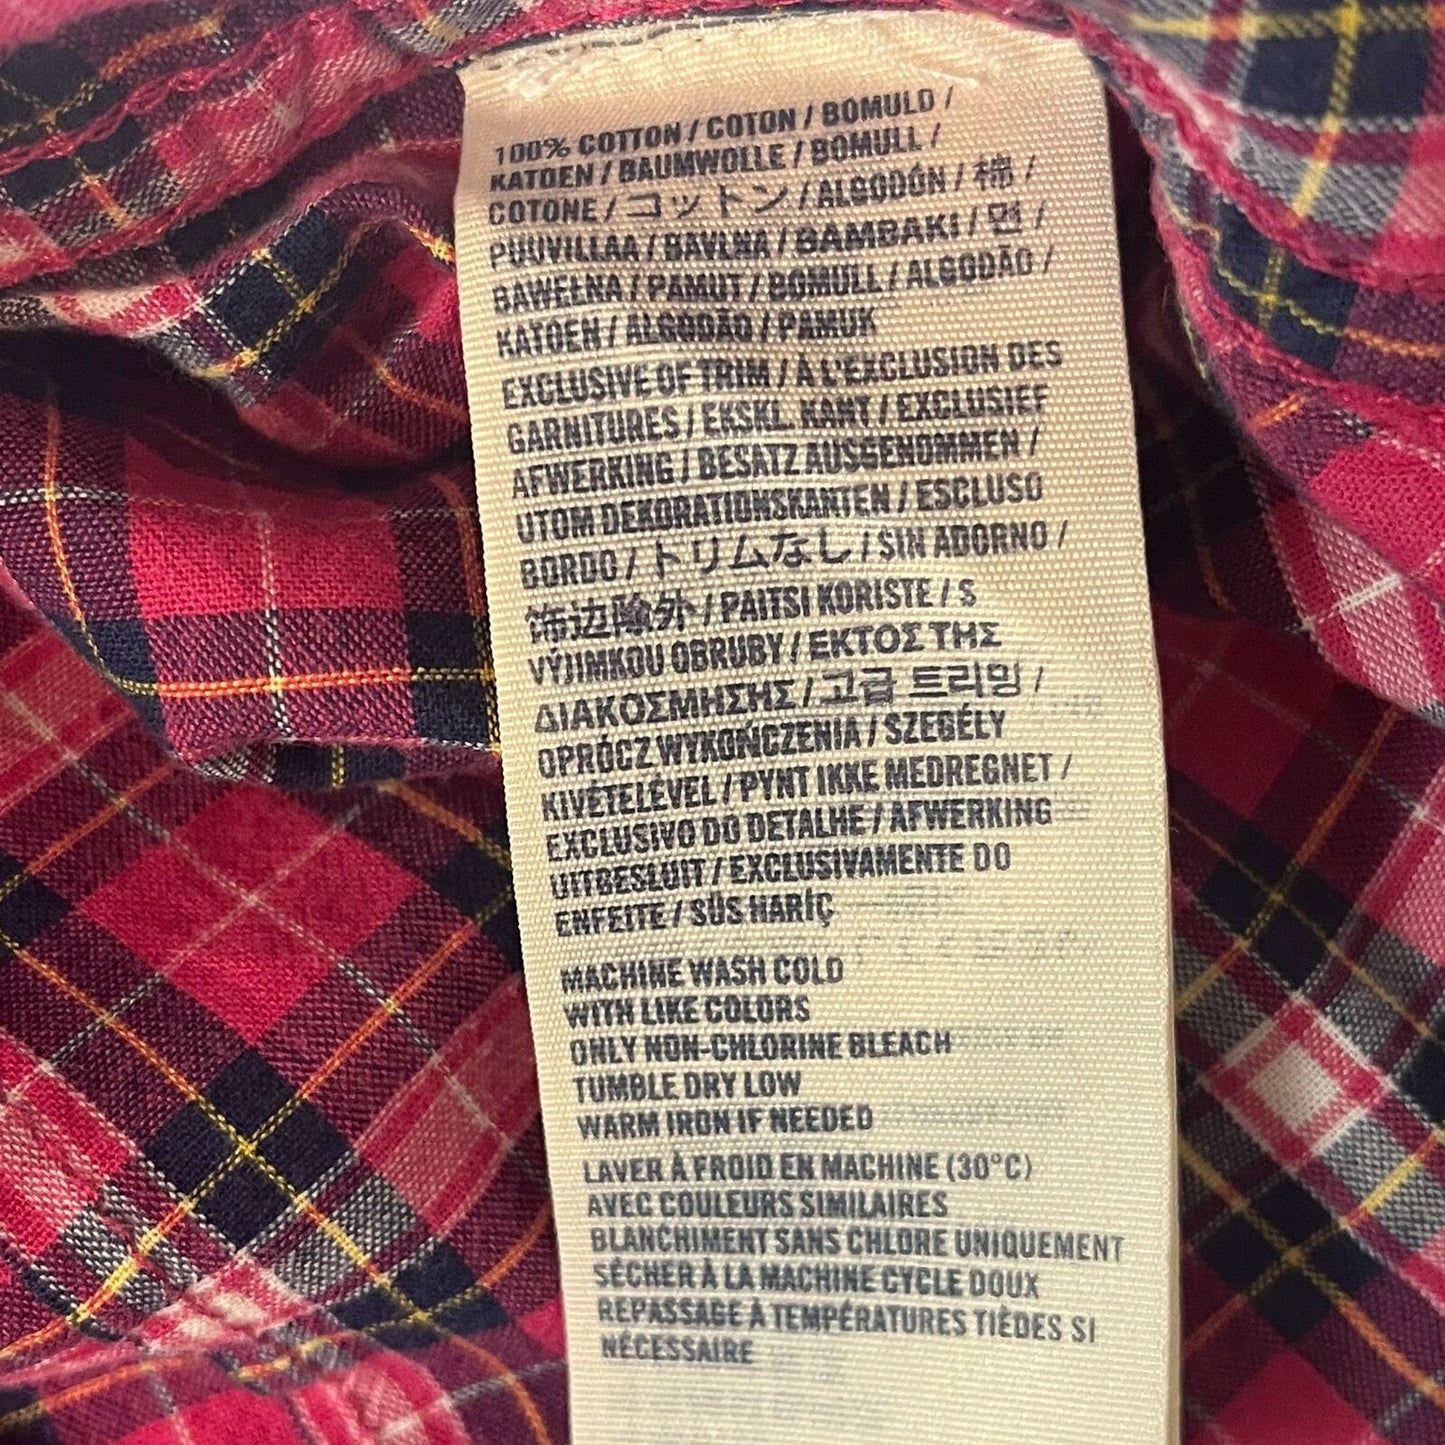 100% COTTON / COTON / BOMULD /
KATOEN / BAUMWOLLE / BOMULL /
COTONE / コットン / ALGODÓN / 棉 /
PUUVILLAA / BAVLNA / BAMBAKI / 면 /
BAWEŁNA / PAMUT / BOMULL / ALGODÃO /
KATOEN / ALGODÃO / PAMUK
EXCLUSIVE OF TRIM / À L'EXCLUSION DES
GARNITURES / EKSKL. KANT / EXCLUSIEF
AFWERKING / BESATZ AUSGENOMMEN /
UTOM DEKORATIONSKANTEN / ESCLUSO
BORDO / トリムなし / SIN ADORNO /
饰边除外 / PAITSI KORISTE / S
VÝJIMKOU OBRUBY / ΕΚΤΟΣ ΤΗΣ
ΔΙΑΚΟΣΜΗΣΗΣ / 고급 트리밍 /
OPRÓCZ WYKOŃCZENIA / SZEGÉLY
KIVÉTELÉVEL / PYNT IKKE MEDREGNET /
EXCLUSIVO DO DETALHE / AFWERKING
UITBESLUIT / EXCLUSIVAMENTE DO
ENFEITE / SÜS HARİÇ
MACHINE WASH COLD
WITH LIKE COLORS
ONLY NON-CHLORINE BLEACH
TUMBLE DRY LOW
WARM IRON IF NEEDED
LAVER À FROID EN MACHINE (30°C)
AVEC COULEURS SIMILAIRES
BLANCHIMENT SANS CHLORE UNIQUEMENT
SÉCHER À LA MACHINE CYCLE DOUX
REPASSAGE À TEMPÉRATURES TIÈDES SI
NÉCESSAIRE